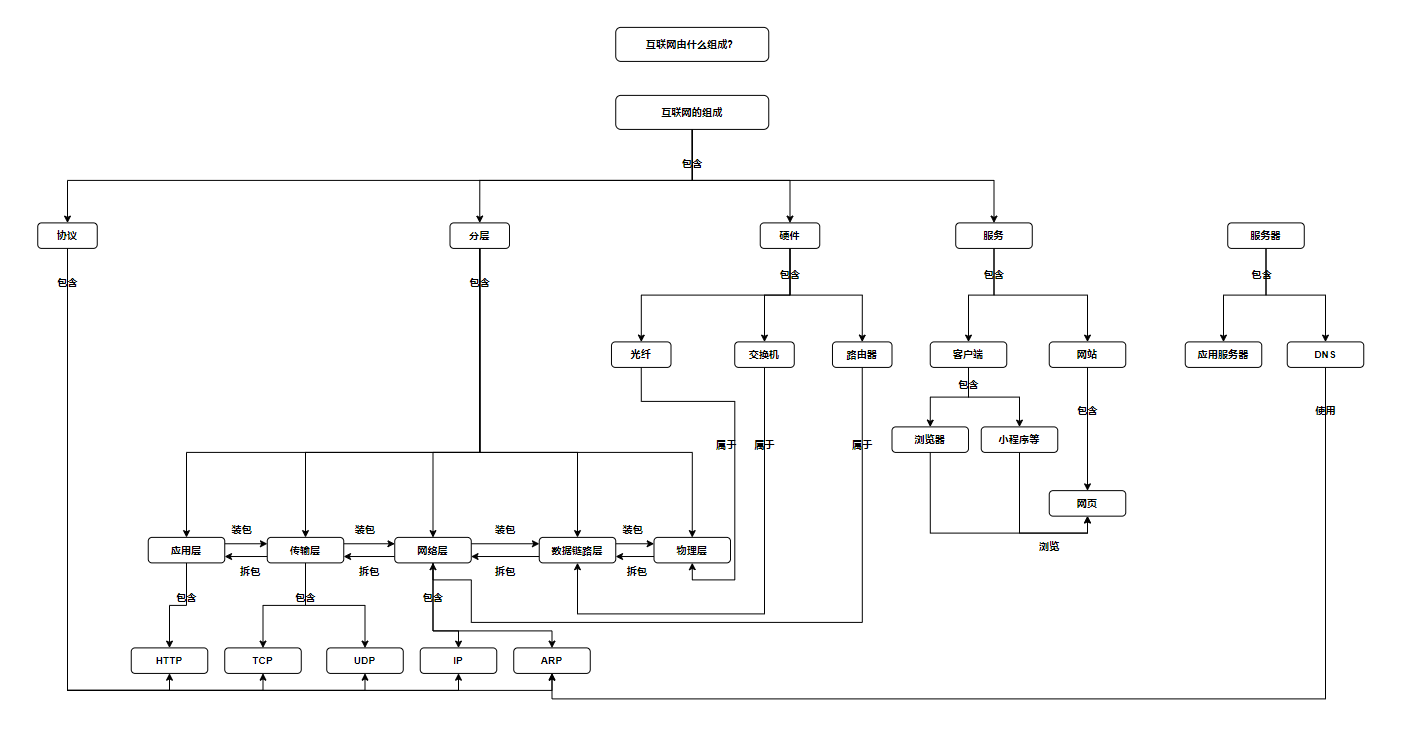 互联网由什么组成?
互联网的组成
包含
协议
分层
硬件
服务
服务器
包含
包含
包含
包含
包含
光纤
交换机
路由器
客户端
网站
应用服务器
DNS
包含
包含
使用
浏览器
小程序等
属于
属于
属于
网页
装包
装包
装包
装包
浏览
应用层
传输层
网络层
数据链路层
物理层
拆包
拆包
拆包
拆包
包含
包含
包含
HTTP
TCP
UDP
IP
ARP